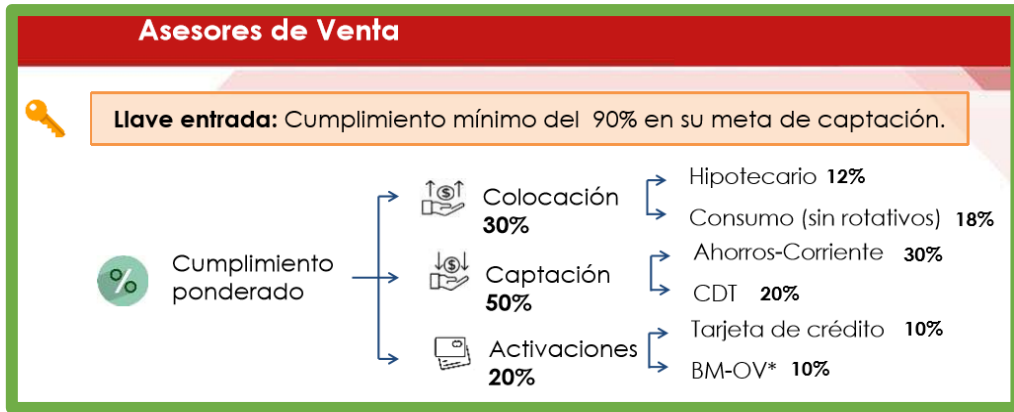 Asesores de Venta
Llave entrada: Cumplimiento mínimo del 90% en su meta de captación.
Cumplimiento
ponderado
Colocación
30%
Hipotecario 12%
Consumo (sin rotativos) 18%
Captación
50%
Ahorros-Corriente 30%
CDT 20%
Activaciones
20%
Tarjeta de crédito 10%
BM-OV* 10%